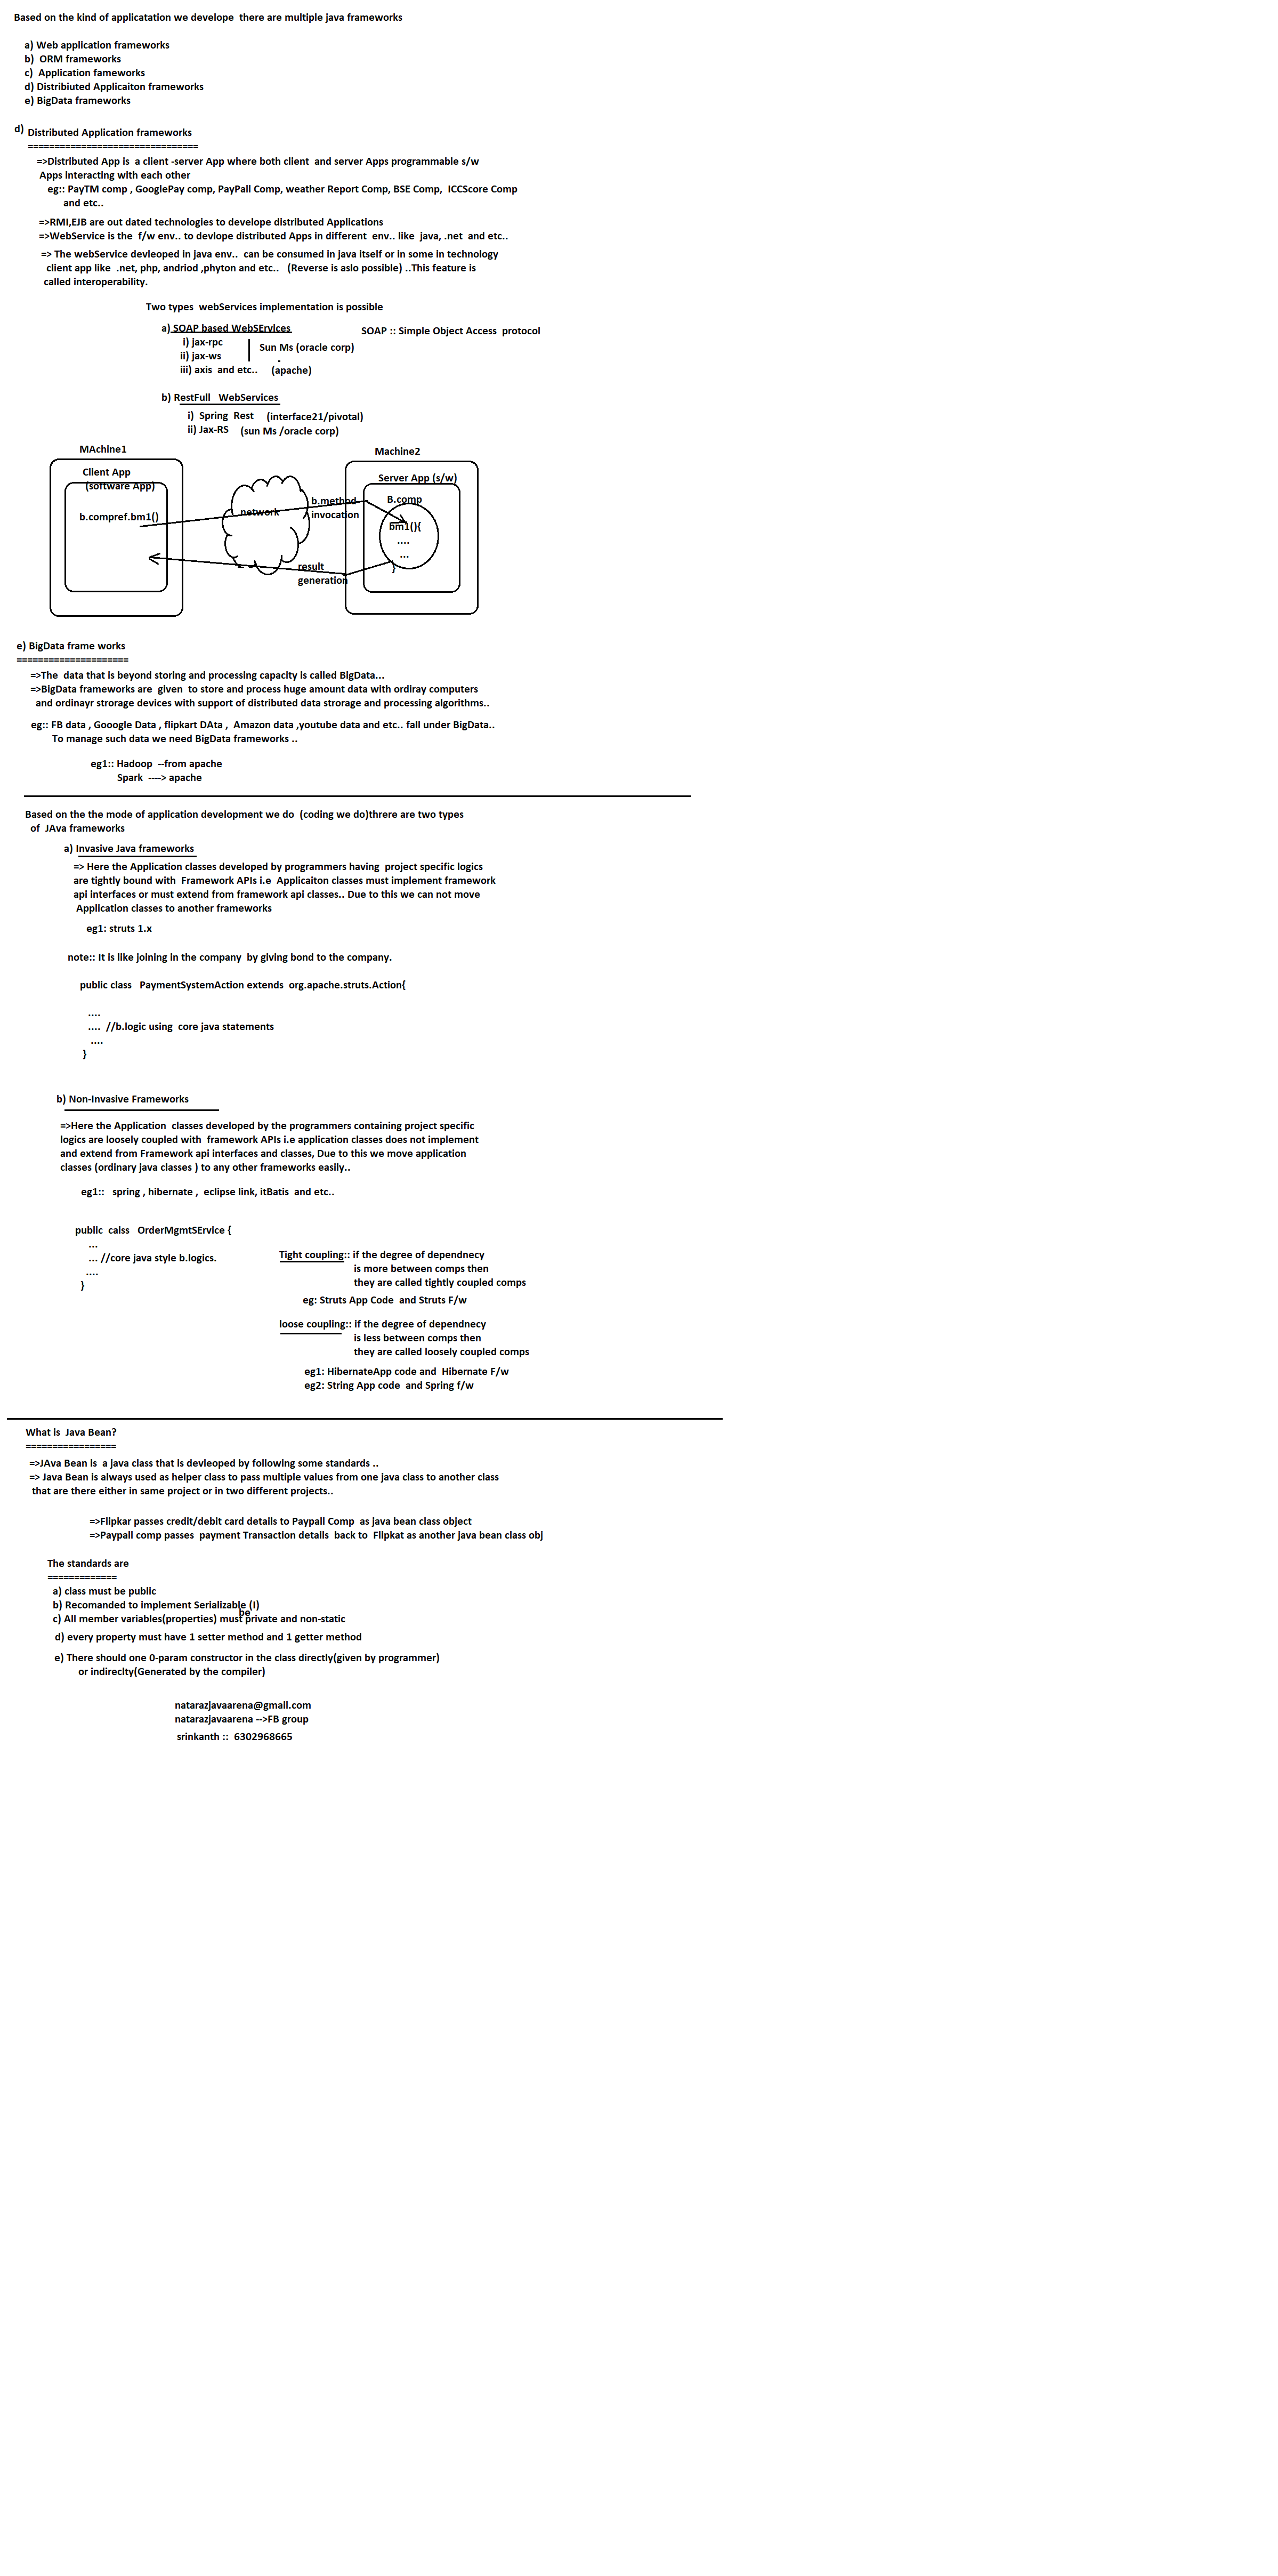 Based on the kind of applicatation we develope there are multiple java frameworks
a) Web application frameworks
b) ORM frameworks
c) Application fameworks
d) Distribiuted Applicaiton frameworks
e) BigData frameworks
d) Distributed Application frameworks
================================
=>Distributed App is a client -server App where both client and server Apps programmable s/w
Apps interacting with each other
eg:: PayTM comp , GooglePay comp, PayPall Comp, weather Report Comp, BSE Comp, ICCScore Comp
and etc..
=>RMI,EJB are out dated technologies to develope distributed Applications
=>WebService is the f/w env.. to devlope distributed Apps in different env.. like java, .net and etc..
=> The webService devleoped in java env.. can be consumed in java itself or in some in technology
client app like .net, php, andriod ,phyton and etc.. (Reverse is aslo possible) ..This feature is
called interoperability.
Two types webServices implementation is possible
a) SOAP based WebSErvices SOAP :: Simple Object Access protocol
i) jax-rpc
Sun Ms (oracle corp)
ii) jax-ws
iii) axis and etc.. (apache)
b) RestFull WebServices
i) Spring Rest (interface21/pivotal)
ii) Jax-RS (sun Ms /oracle corp)
MAchine1
Machine2
Client App
(software App)
Server App (s/w)
b.compref.bm1()
network
b.method
invocation
B.comp
bm1(){
....
...
}
result
generation
e) BigData frame works
=====================
=>The data that is beyond storing and processing capacity is called BigData...
=>BigData frameworks are given to store and process huge amount data with ordiray computers
and ordinayr strorage devices with support of distributed data strorage and processing algorithms..
eg:: FB data , Gooogle Data , flipkart DAta , Amazon data ,youtube data and etc.. fall under BigData..
To manage such data we need BigData frameworks ..
eg1:: Hadoop --from apache
Spark ----> apache
Based on the the mode of application development we do (coding we do)threre are two types
of JAva frameworks
a) Invasive Java frameworks
=> Here the Application classes developed by programmers having project specific logics
are tightly bound with Framework APIs i.e Applicaiton classes must implement framework
api interfaces or must extend from framework api classes.. Due to this we can not move
Application classes to another frameworks
eg1: struts 1.x
note:: It is like joining in the company by giving bond to the company.
public class PaymentSystemAction extends org.apache.struts.Action{
....
.... //b.logic using core java statements
....
}
b) Non-Invasive Frameworks
=>Here the Application classes developed by the programmers containing project specific
logics are loosely coupled with framework APIs i.e application classes does not implement
and extend from Framework api interfaces and classes, Due to this we move application
classes (ordinary java classes ) to any other frameworks easily..
eg1:: spring , hibernate , eclipse link, itBatis and etc..
public calss OrderMgmtSErvice {
...
... //core java style b.logics.
....
}
Tight coupling:: if the degree of dependnecy
is more between comps then
they are called tightly coupled comps
eg: Struts App Code and Struts F/w
loose coupling:: if the degree of dependnecy
is less between comps then
they are called loosely coupled comps
eg1: HibernateApp code and Hibernate F/w
eg2: String App code and Spring f/w
What is Java Bean?
=================
=>JAva Bean is a java class that is devleoped by following some standards ..
=> Java Bean is always used as helper class to pass multiple values from one java class to another class
that are there either in same project or in two different projects..
=>Flipkar passes credit/debit card details to Paypall Comp as java bean class object
=>Paypall comp passes payment Transaction details back to Flipkat as another java bean class obj
The standards are
=============
a) class must be public
b) Recomanded to implement Serializable (I)
be
c) All member variables(properties) must private and non-static
d) every property must have 1 setter method and 1 getter method
e) There should one 0-param constructor in the class directly(given by programmer)
or indireclty(Generated by the compiler)
natarazjavaarena@gmail.com
natarazjavaarena -->FB group
srinkanth :: 6302968665